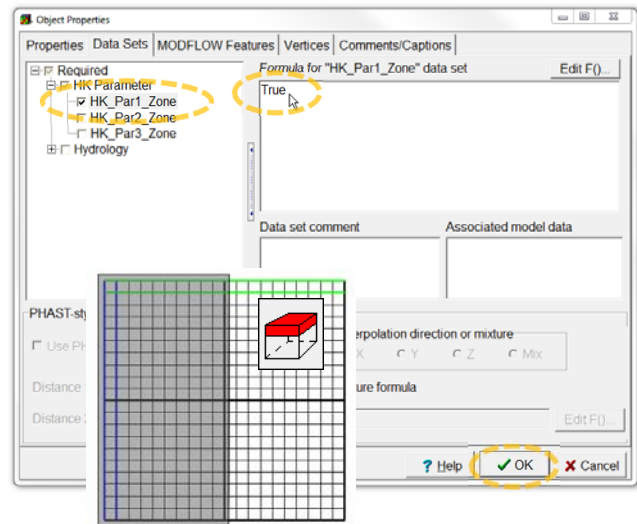 Object Properties
Properties Data Sets MODFLOW Features Vertices Comments/Captions
Required
HK Parameter
HK_Par1_Zone
HK_Par2_Zone
HK_Par3_Zone
Hydrology
Formula for "HK_Par1_Zone" data set
Edit F()...
True
Data set comment
Associated model data
PHAST-sty
erpolation direction or mixture
Use PH
X Y Z Mix
Distance
ure formula
Distance
Edit F()...
? Help OK Cancel